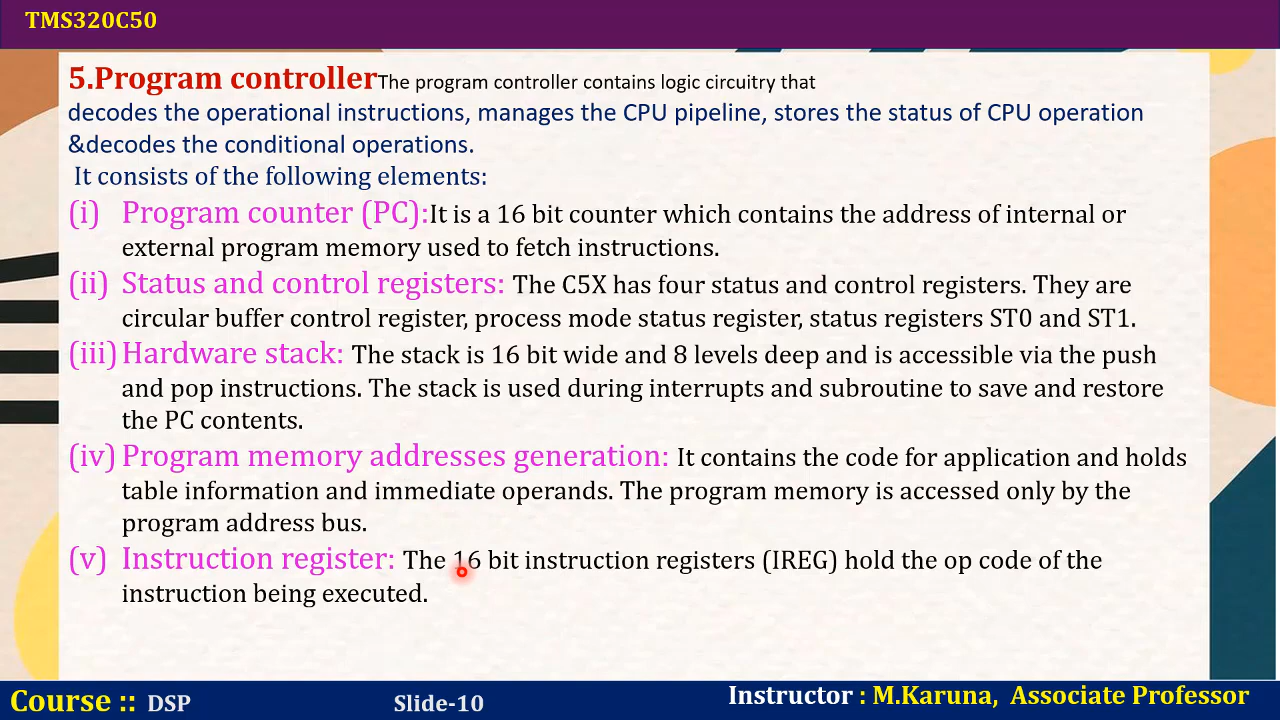 TMS320C50
5.Program controllerThe program controller contains logic circuitry that
decodes the operational instructions, manages the CPU pipeline, stores the status of CPU operation
&decodes the conditional operations.
It consists of the following elements:
(i) Program counter (PC):It is a 16 bit counter which contains the address of internal or
external program memory used to fetch instructions.
(ii) Status and control registers: The C5X has four status and control registers. They are
circular buffer control register, process mode status register, status registers ST0 and ST1.
(iii) Hardware stack: The stack is 16 bit wide and 8 levels deep and is accessible via the push
and pop instructions. The stack is used during interrupts and subroutine to save and restore
the PC contents.
(iv) Program memory addresses generation: It contains the code for application and holds
table information and immediate operands. The program memory is accessed only by the
program address bus.
(v) Instruction register: The 16 bit instruction registers (IREG) hold the op code of the
instruction being executed.
Course :: DSP Slide-10 Instructor : M.Karuna, Associate Professor